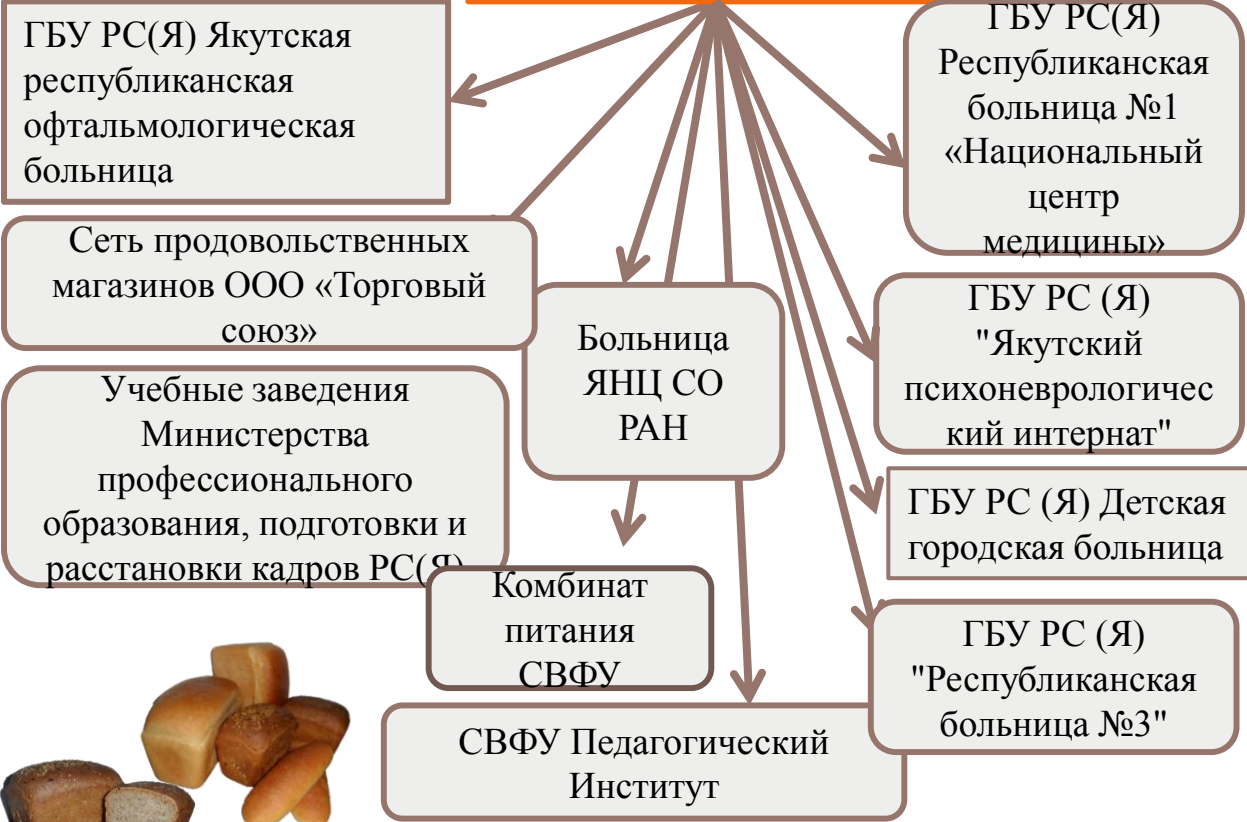 ГБУ РС(Я) Якутская
республиканская
офтальмологическая
больница
ГБУ РС(Я)
Республиканская
больница №1
«Национальный
центр
медицины»
Сеть продовольственных
магазинов ООО «Торговый
союз»
Больница
ЯНЦ СО
РАН
ГБУ РС (Я)
"Якутский
психоневрологичес
кий интернат"
Учебные заведения
Министерства
профессионального
образования, подготовки и
расстановки кадров РС(Я)
ГБУ РС (Я) Детская
городская больница
Комбинат
питания
СВФУ
ГБУ РС (Я)
"Республиканская
больница №3"
СВФУ Педагогический
Институт